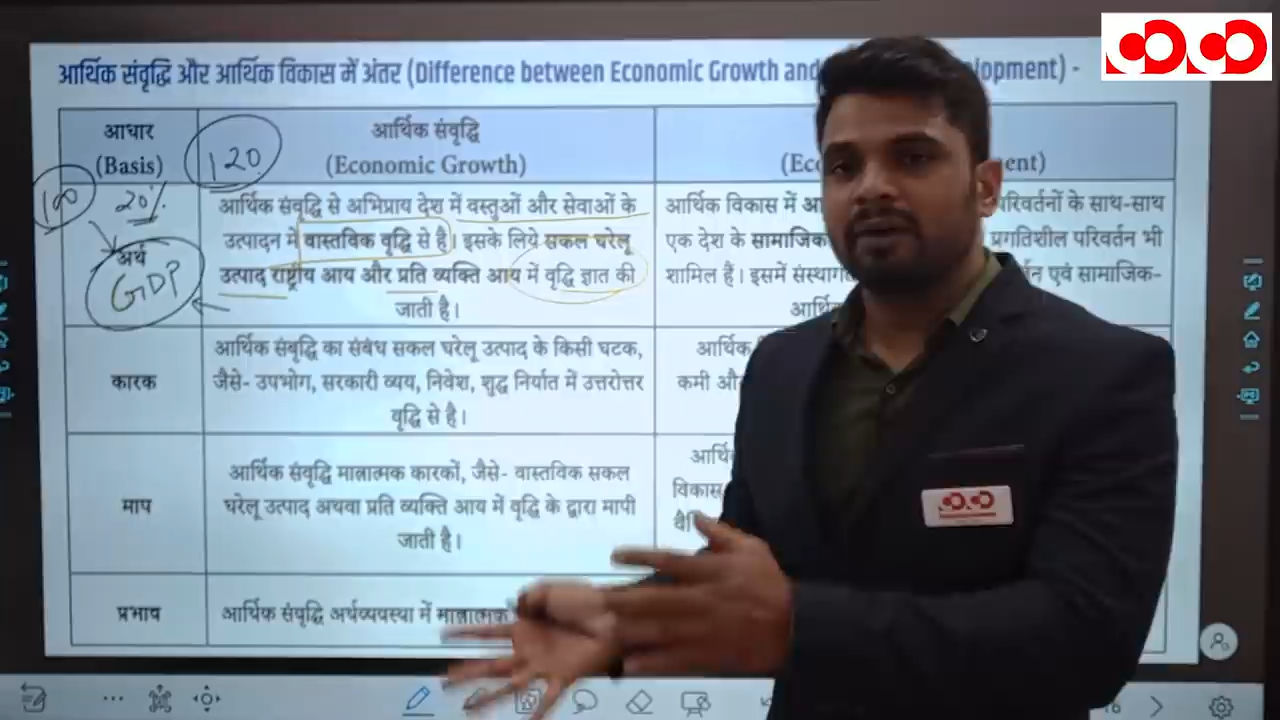 आर्थिक संवृद्धि और आर्थिक विकास में अंतर (Difference between Economic Growth and
आधार
(Basis)
आर्थिक संवृद्धि
(Economic Growth)
120
100
20%
अर्थ
GDP
आर्थिक संवृद्धि से अभिप्राय देश में वस्तुओं और सेवाओं के
उत्पादन में वास्तविक वृद्धि से है। इसके लिये सकल घरेलू
उत्पाद राष्ट्रीय आय और प्रति व्यक्ति आय में वृद्धि ज्ञात की
जाती है।
आर्थिक विकास में परिवर्तनों के साथ-साथ
एक देश के सामाजिक प्रगतिशील परिवर्तन भी
शामिल हैं। इसमें एवं सामाजिक-
कारक
आर्थिक संवृद्धि का संबंध सकल घरेलू उत्पाद के किसी घटक,
जैसे- उपभोग, सरकारी व्यय, निवेश, शुद्ध निर्यात में उत्तरोत्तर
वृद्धि से है।
आर्थिक
कमी
माप
आर्थिक संवृद्धि मात्रात्मक कारकों, जैसे- वास्तविक सकल
घरेलू उत्पाद अथवा प्रति व्यक्ति आय में वृद्धि के द्वारा मापी
जाती है।
विकास
प्रभाव
आर्थिक संवृद्धि अर्थव्यवस्था में मात्रात्मक